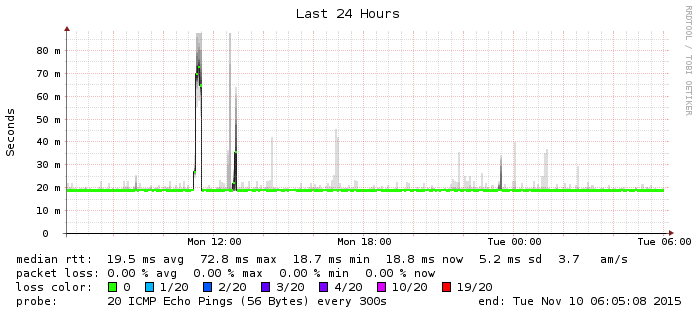 Last 24 Hours
RRDTOOL / TOBI OETIKER
Seconds
80 m
70 m
60 m
50 m
40 m
30 m
20 m
10 m
0
Mon 12:00 Mon 18:00 Tue 00:00 Tue 06:00
median rtt: 19.5 ms avg 72.8 ms max 18.7 ms min 18.8 ms now 5.2 ms sd 3.7 am/s
packet loss: 0.00 % avg 0.00 % max 0.00 % min 0.00 % now
loss color: 0 1/20 2/20 3/20 4/20 10/20 19/20
probe: 20 ICMP Echo Pings (56 Bytes) every 300s end: Tue Nov 10 06:05:08 2015